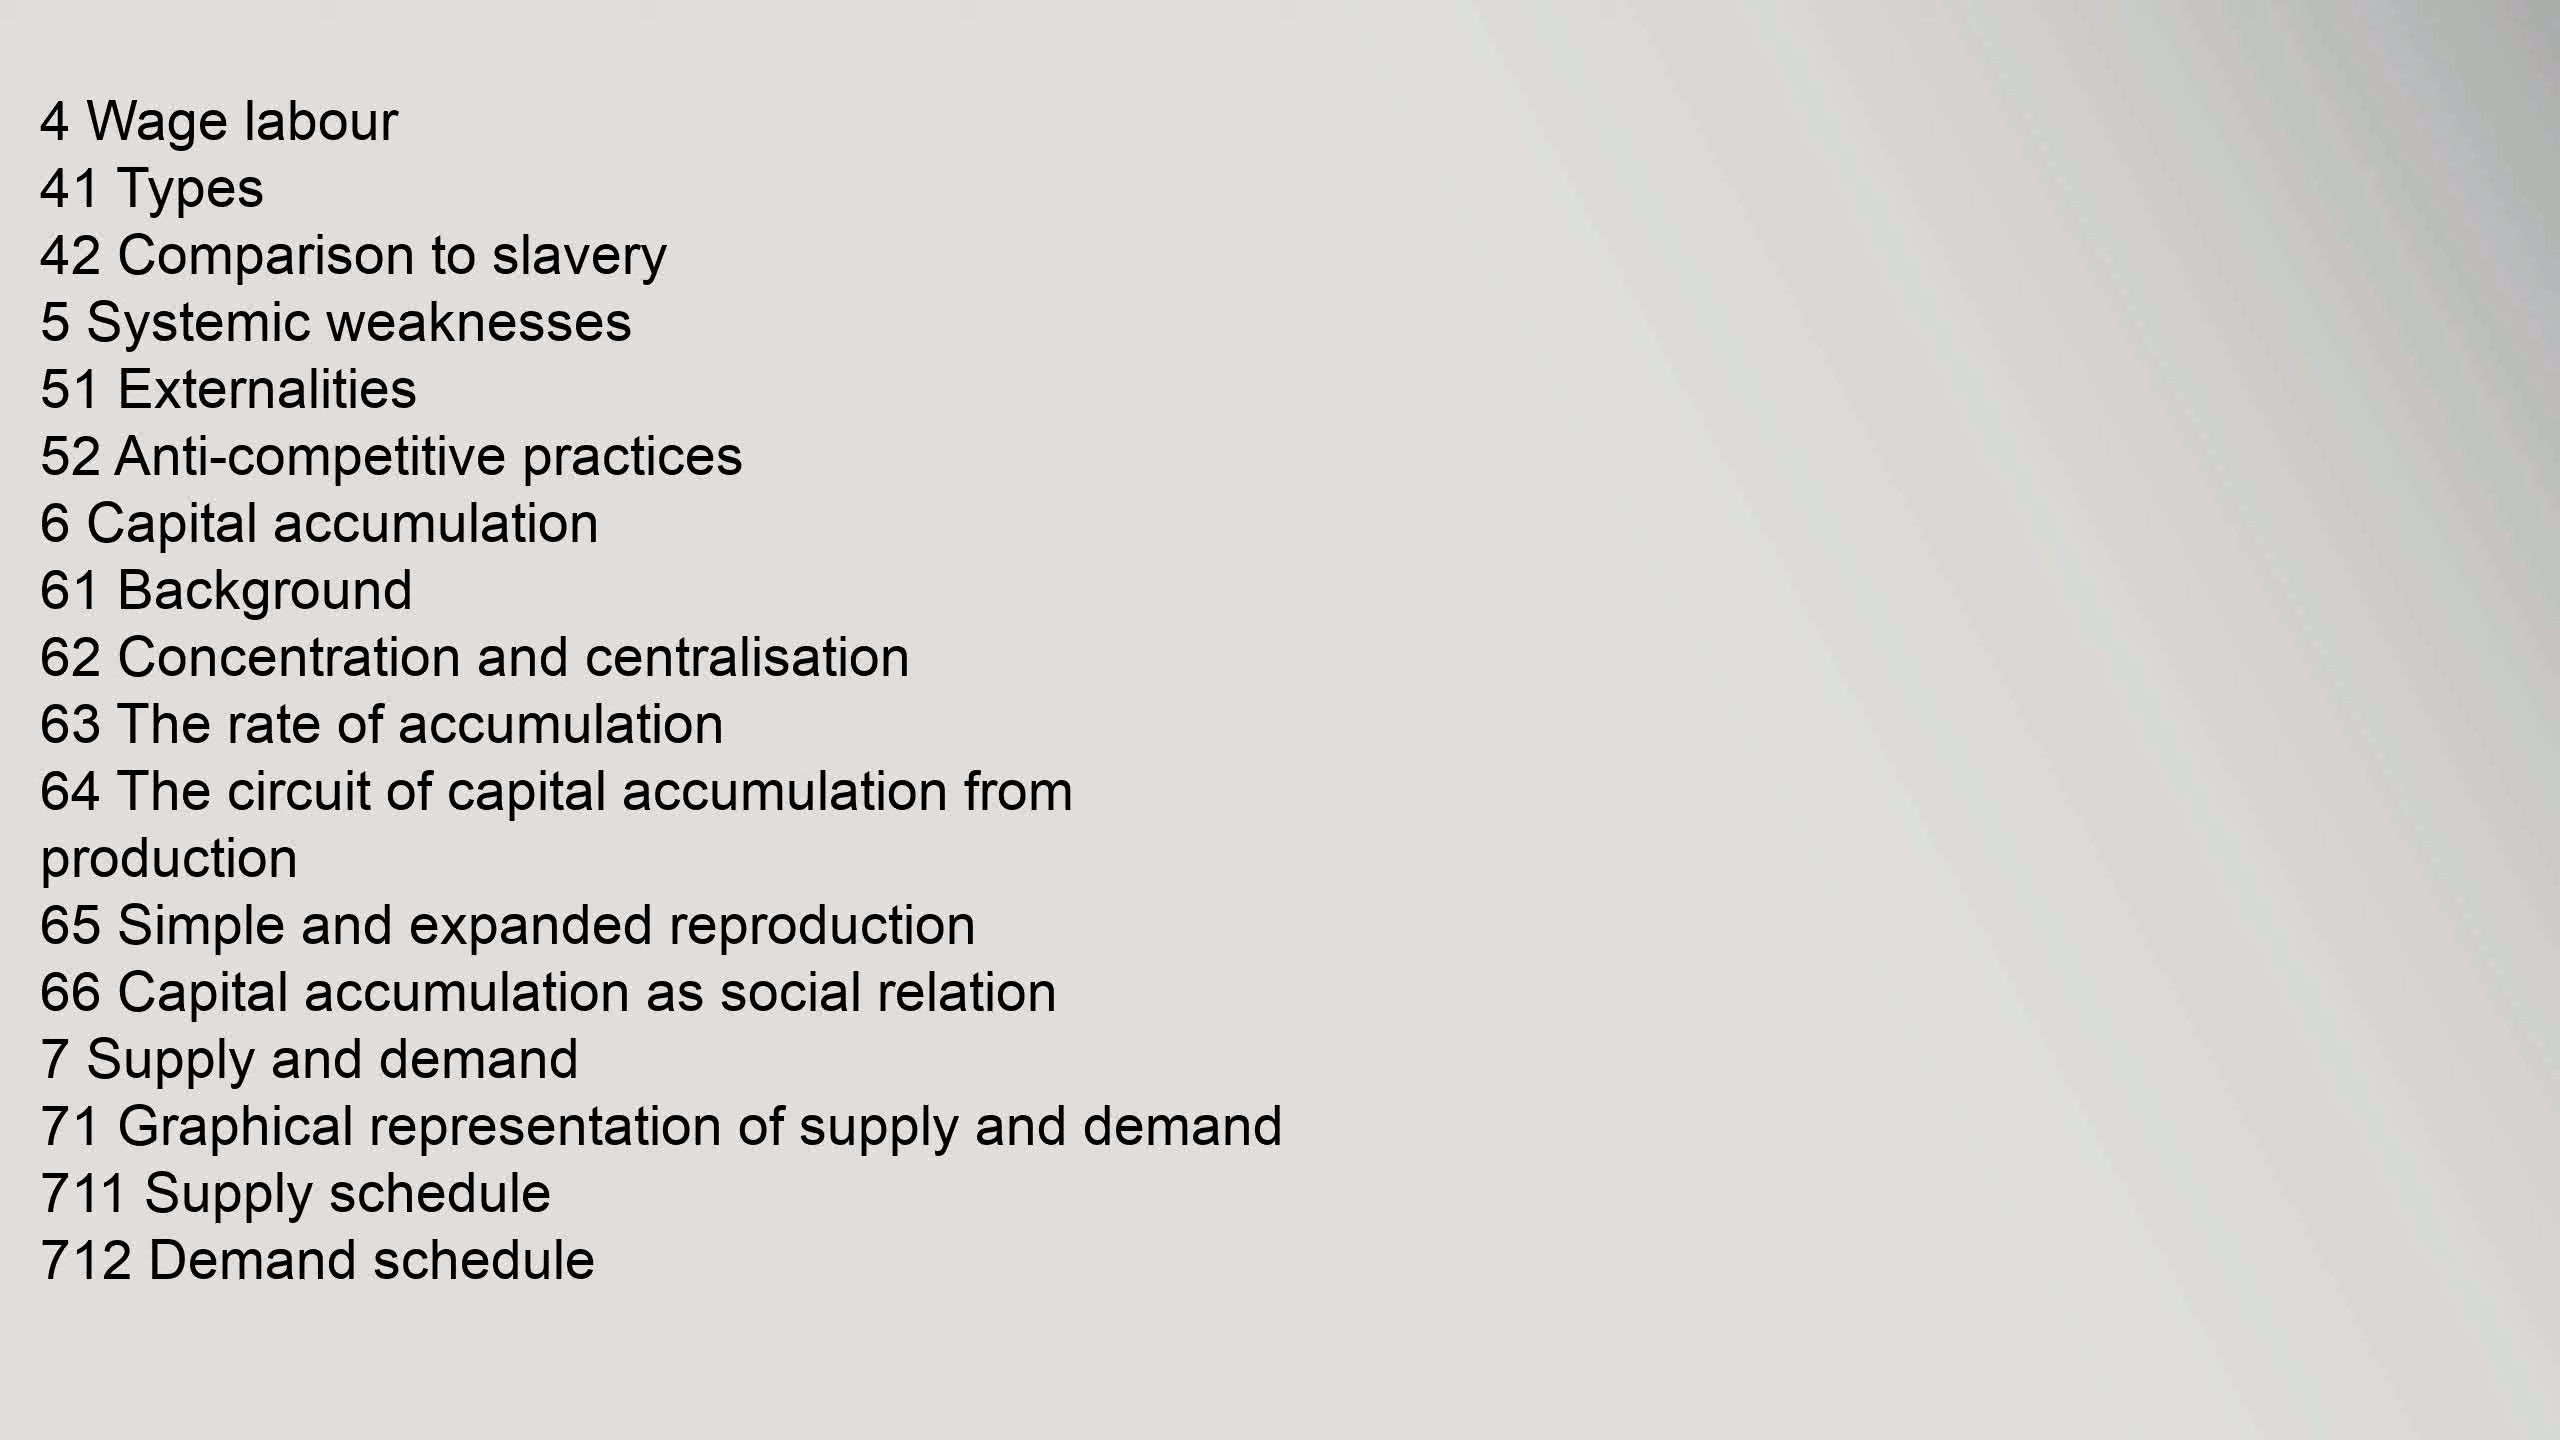 4 Wage labour
41 Types
42 Comparison to slavery
5 Systemic weaknesses
51 Externalities
52 Anti-competitive practices
6 Capital accumulation
61 Background
62 Concentration and centralisation
63 The rate of accumulation
64 The circuit of capital accumulation from
production
65 Simple and expanded reproduction
66 Capital accumulation as social relation
7 Supply and demand
71 Graphical representation of supply and demand
711 Supply schedule
712 Demand schedule